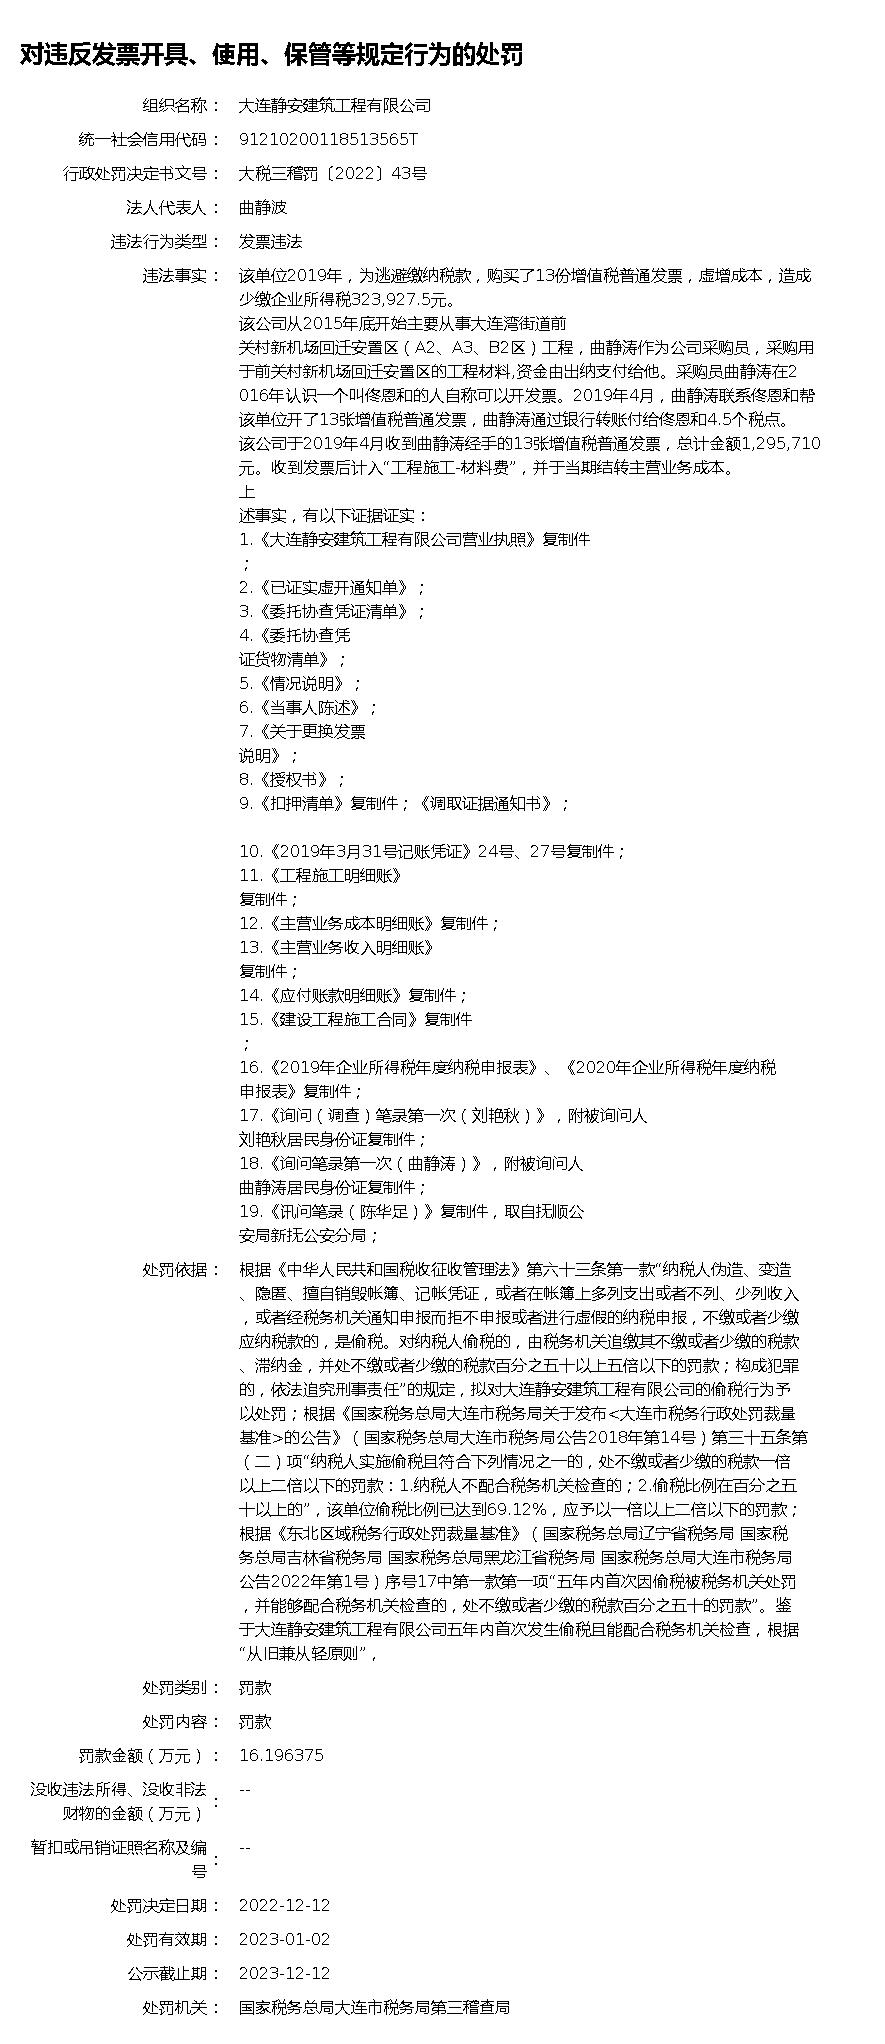 对违反发票开具、使用、保管等规定行为的处罚
组织名称： 大连静安建筑工程有限公司
统一社会信用代码： 91210200118513565T
行政处罚决定书文号： 大税三稽罚〔2022〕43号
法人代表人： 曲静波
违法行为类型： 发票违法
违法事实： 该单位2019年，为逃避缴纳税款，购买了13份增值税普通发票，虚增成本，造成
少缴企业所得税323,927.5元。
该公司从2015年底开始主要从事大连湾街道前
关村新机场回迁安置区（A2、A3、B2区）工程，曲静涛作为公司采购员，采购用
于前关村新机场回迁安置区的工程材料,资金由出纳支付给他。采购员曲静涛在2
016年认识一个叫佟恩和的人自称可以开发票。2019年4月，曲静涛联系佟恩和帮
该单位开了13张增值税普通发票，曲静涛通过银行转账付给佟恩和4.5个税点。
该公司于2019年4月收到曲静涛经手的13张增值税普通发票，总计金额1,295,710
元。收到发票后计入“工程施工-材料费”，并于当期结转主营业务成本。
上
述事实，有以下证据证实：
1.《大连静安建筑工程有限公司营业执照》复制件
；
2.《已证实虚开通知单》；
3.《委托协查凭证清单》；
4.《委托协查凭
证货物清单》；
5.《情况说明》；
6.《当事人陈述》；
7.《关于更换发票
说明》；
8.《授权书》；
9.《扣押清单》复制件；《调取证据通知书》；
10.《2019年3月31号记账凭证》24号、27号复制件；
11.《工程施工明细账》
复制件；
12.《主营业务成本明细账》复制件；
13.《主营业务收入明细账》
复制件；
14.《应付账款明细账》复制件；
15.《建设工程施工合同》复制件
；
16.《2019年企业所得税年度纳税申报表》、《2020年企业所得税年度纳税
申报表》复制件；
17.《询问（调查）笔录第一次（刘艳秋）》，附被询问人
刘艳秋居民身份证复制件；
18.《询问笔录第一次（曲静涛）》，附被询问人
曲静涛居民身份证复制件；
19.《讯问笔录（陈华足）》复制件，取自抚顺公
安局新抚公安分局；
处罚依据： 根据《中华人民共和国税收征收管理法》第六十三条第一款“纳税人伪造、变造
、隐匿、擅自销毁帐簿、记帐凭证，或者在帐簿上多列支出或者不列、少列收入
，或者经税务机关通知申报而拒不申报或者进行虚假的纳税申报，不缴或者少缴
应纳税款的，是偷税。对纳税人偷税的，由税务机关追缴其不缴或者少缴的税款
、滞纳金，并处不缴或者少缴的税款百分之五十以上五倍以下的罚款；构成犯罪
的，依法追究刑事责任”的规定，拟对大连静安建筑工程有限公司的偷税行为予
以处罚；根据《国家税务总局大连市税务局关于发布<大连市税务行政处罚裁量
基准>的公告》（国家税务总局大连市税务局公告2018年第14号）第三十五条第
（二）项“纳税人实施偷税且符合下列情况之一的，处不缴或者少缴的税款一倍
以上二倍以下的罚款：1.纳税人不配合税务机关检查的；2.偷税比例在百分之五
十以上的”，该单位偷税比例已达到69.12%，应予以一倍以上二倍以下的罚款；
根据《东北区域税务行政处罚裁量基准》（国家税务总局辽宁省税务局 国家税
务总局吉林省税务局 国家税务总局黑龙江省税务局 国家税务总局大连市税务局
公告2022年第1号）序号17中第一款第一项“五年内首次因偷税被税务机关处罚
，并能够配合税务机关检查的，处不缴或者少缴的税款百分之五十的罚款”。鉴
于大连静安建筑工程有限公司五年内首次发生偷税且能配合税务机关检查，根据
“从旧兼从轻原则”，
处罚类别： 罚款
处罚内容： 罚款
罚款金额（万元）： 16.196375
没收违法所得、没收非法
财物的金额（万元）： --
暂扣或吊销证照名称及编
号： --
处罚决定日期： 2022-12-12
处罚有效期： 2023-01-02
公示截止期： 2023-12-12
处罚机关： 国家税务总局大连市税务局第三稽查局